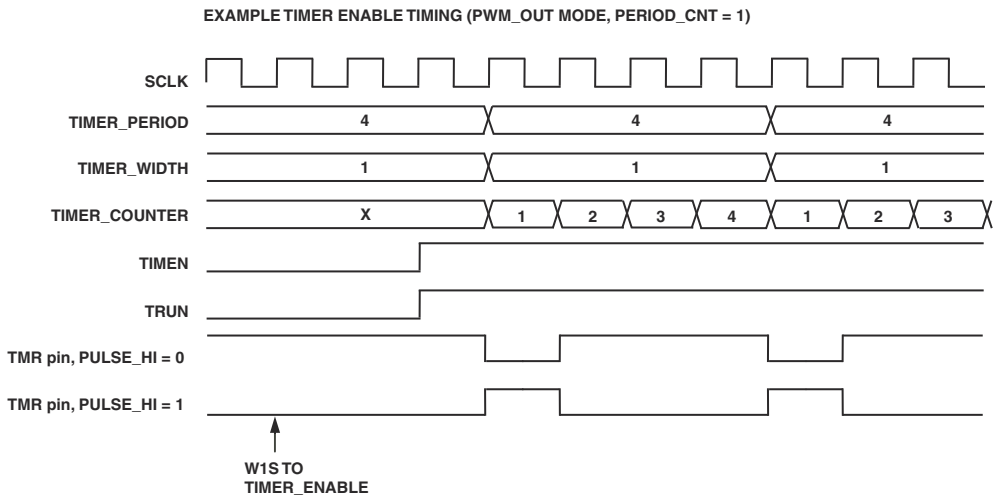 EXAMPLE TIMER ENABLE TIMING (PWM_OUT MODE, PERIOD_CNT = 1)
SCLK
TIMER_PERIOD 4 4 4
TIMER_WIDTH 1 1 1
TIMER_COUNTER X 1 2 3 4 1 2 3
TIMEN
TRUN
TMR pin, PULSE_HI = 0
TMR pin, PULSE_HI = 1
W1S TO
TIMER_ENABLE